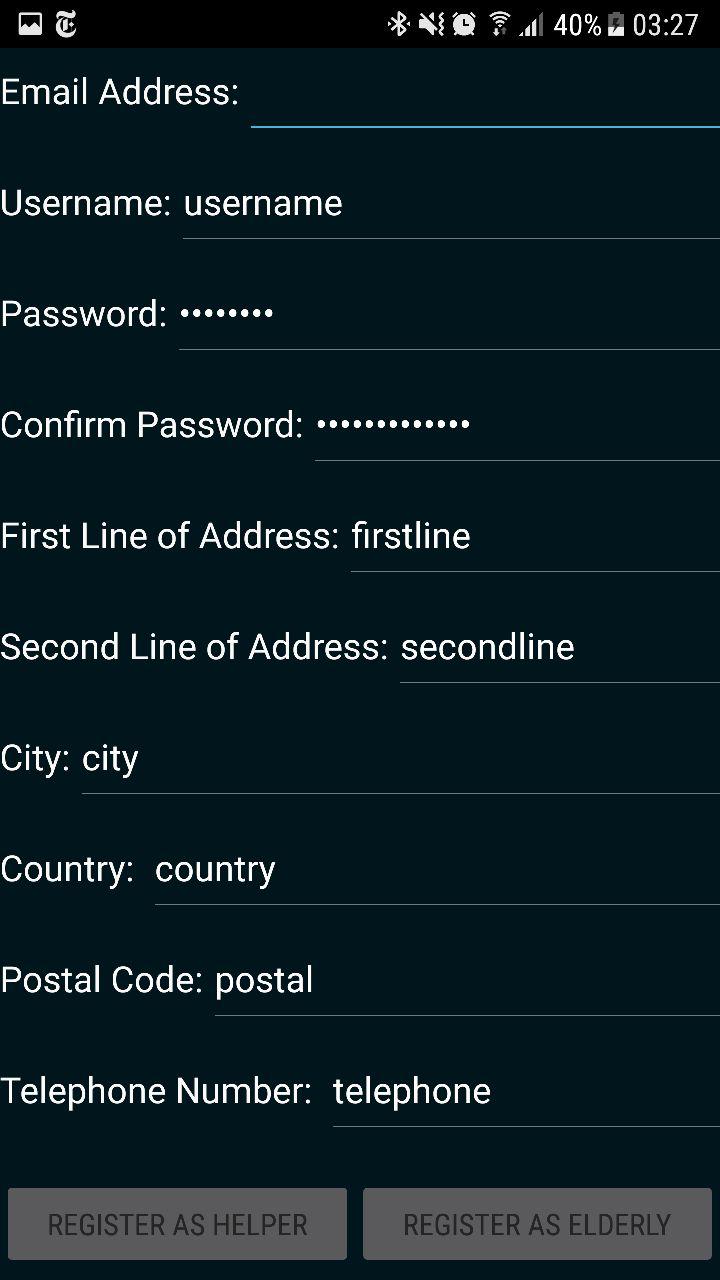 40% 03:27
Email Address:
Username: username
Password: ••••••••
Confirm Password: •••••••••••••
First Line of Address: firstline
Second Line of Address: secondline
City: city
Country: country
Postal Code: postal
Telephone Number: telephone
REGISTER AS HELPER REGISTER AS ELDERLY